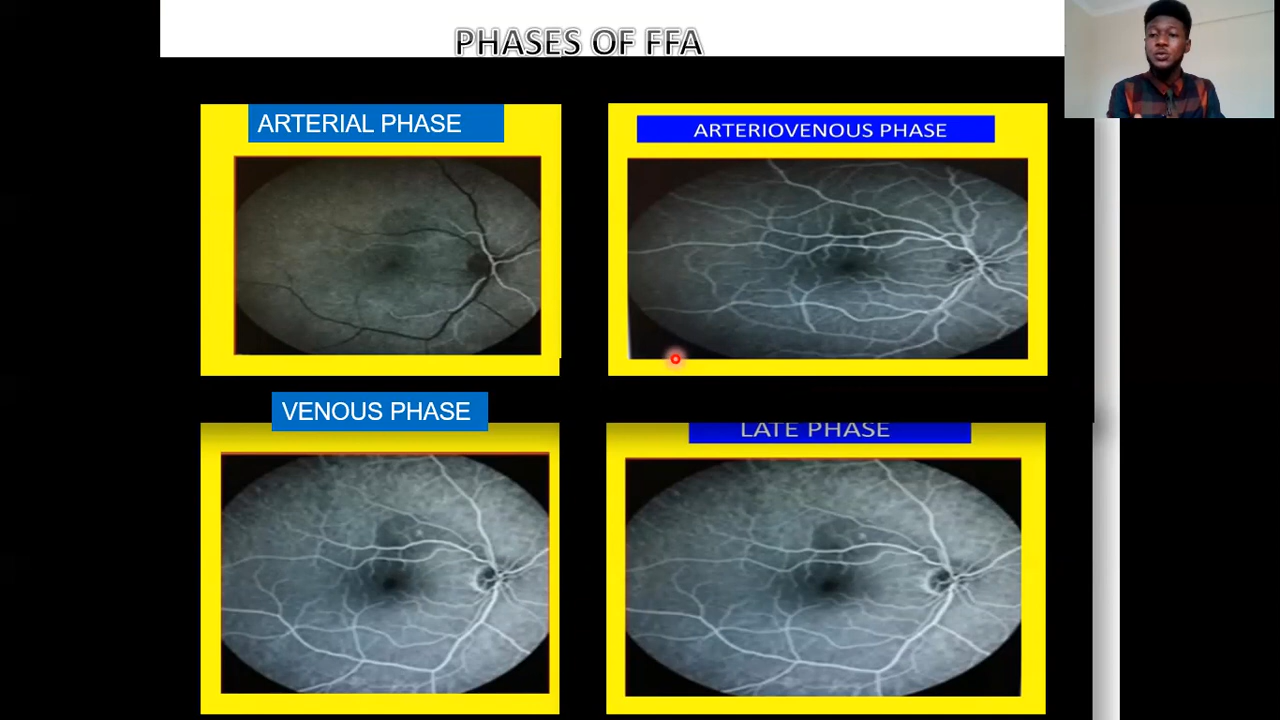 PHASES OF FFA
ARTERIAL PHASE
ARTERIOVENOUS PHASE
VENOUS PHASE
LATE PHASE